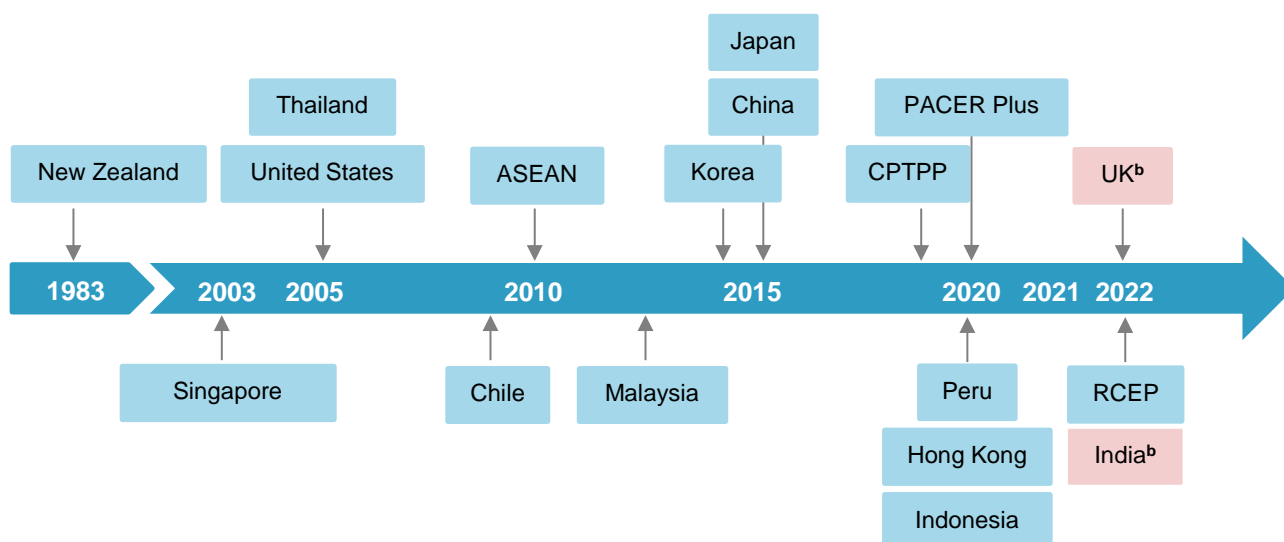 Japan
Thailand
China
PACER Plus
New Zealand
United States
ASEAN
Korea
CPTPP
UKᵇ
1983
2003
2005
2010
2015
2020
2021
2022
Singapore
Chile
Malaysia
Peru
RCEP
Hong Kong
Indiaᵇ
Indonesia